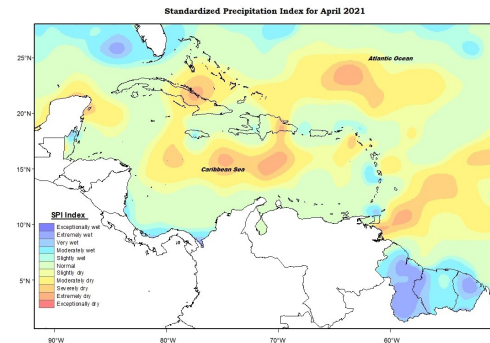 Standardized Precipitation Index for April 2021
25°N
20°N
15°N
10°N
5°N
Atlantic Ocean
Caribbean Sea
SPI Index
Exceptionally wet
Extremely wet
Very wet
Moderately wet
Slightly wet
Normal
Slightly dry
Moderately dry
Severely dry
Extremely dry
Exceptionally dry
90°W
80°W
70°W
60°W